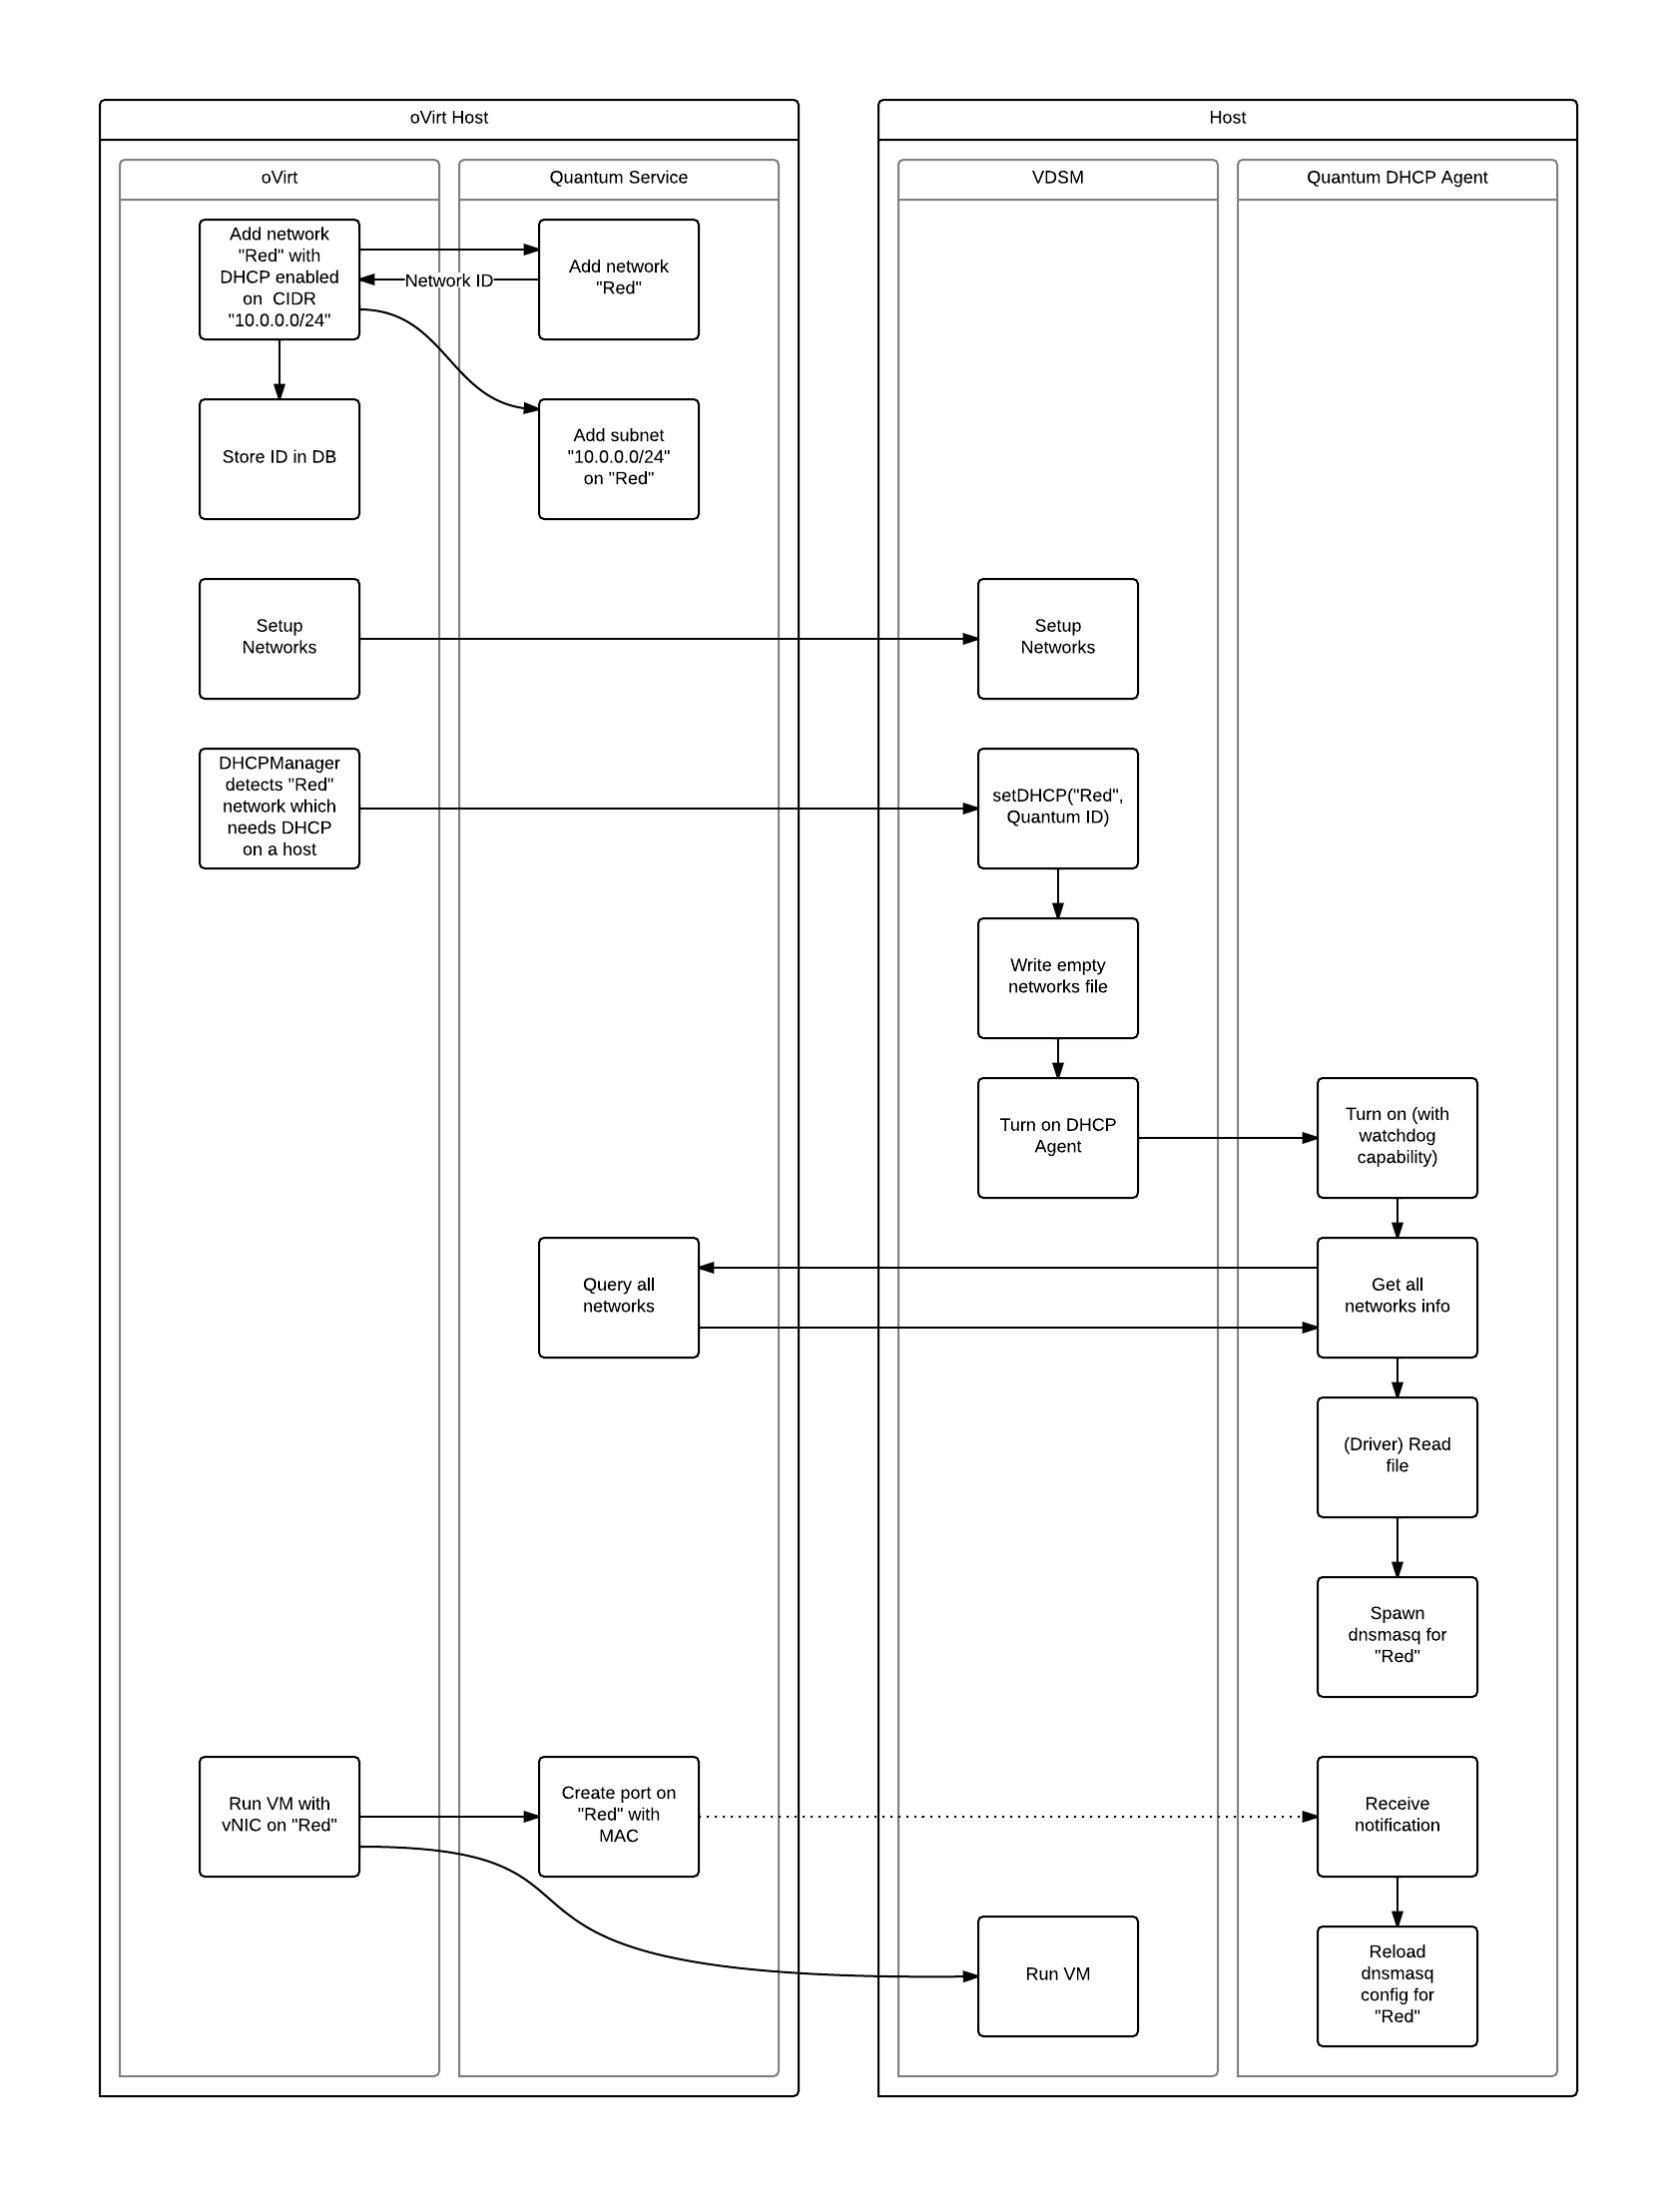 oVirt Host
Host
oVirt
Quantum Service
VDSM
Quantum DHCP Agent
Add network
"Red" with
DHCP enabled
on CIDR
"10.0.0.0/24"
Network ID
Add network
"Red"
Store ID in DB
Add subnet
"10.0.0.0/24"
on "Red"
Setup
Networks
Setup
Networks
DHCPManager
detects "Red"
network which
needs DHCP
on a host
setDHCP("Red",
Quantum ID)
Write empty
networks file
Turn on DHCP
Agent
Turn on (with
watchdog
capability)
Query all
networks
Get all
networks info
(Driver) Read
file
Spawn
dnsmasq for
"Red"
Run VM with
vNIC on "Red"
Create port on
"Red" with
MAC
Receive
notification
Run VM
Reload
dnsmasq
config for
"Red"